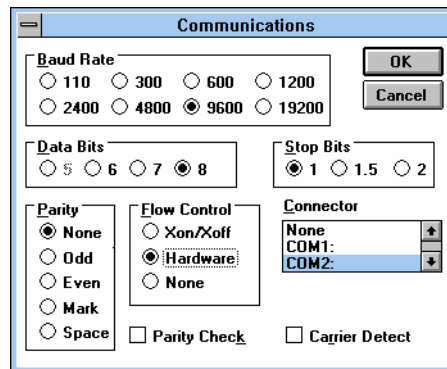 Communications
Baud Rate
110 300 600 1200
2400 4800 9600 19200
OK
Cancel
Data Bits
5 6 7 8
Stop Bits
1 1.5 2
Parity
None
Odd
Even
Mark
Space
Flow Control
Xon/Xoff
Hardware
None
Connector
None
COM1:
COM2:
Parity Check
Carrier Detect